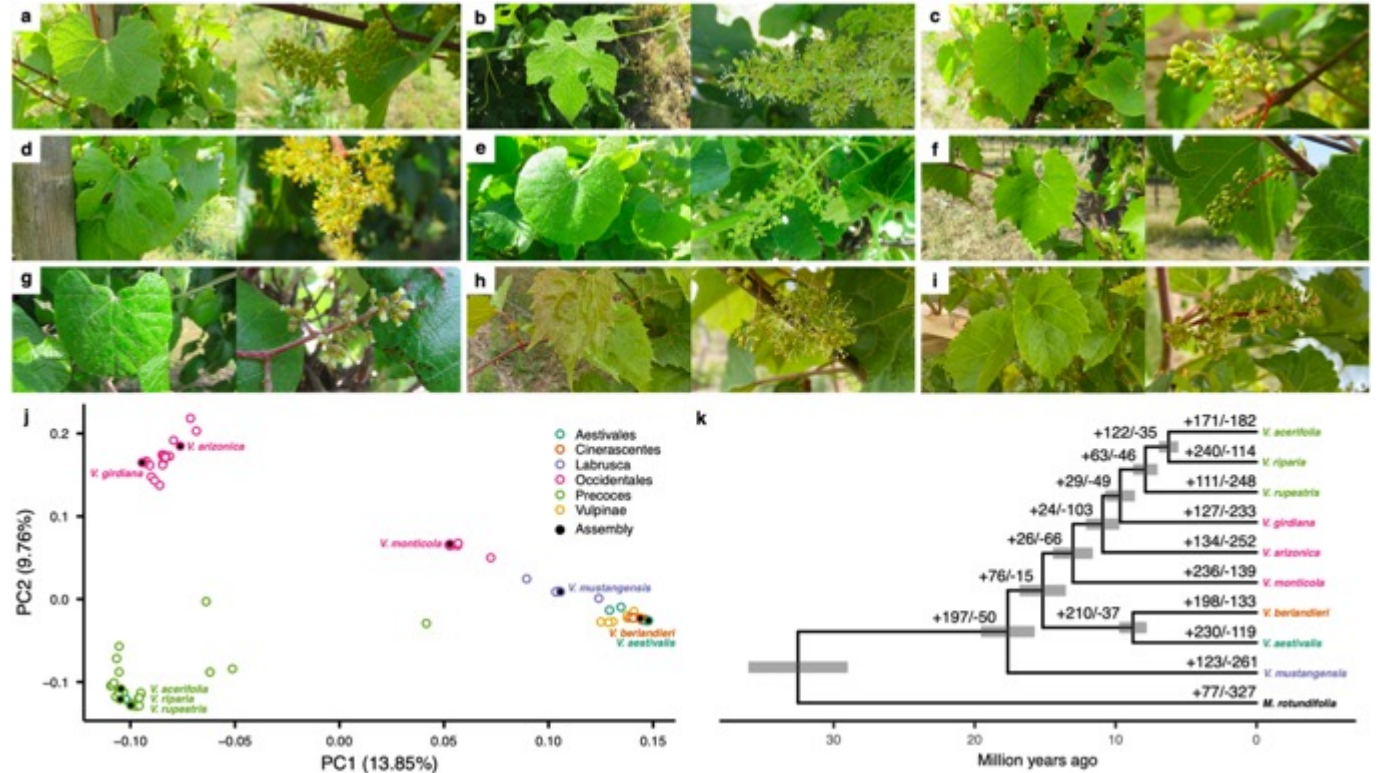 a
b
c
d
e
f
g
h
i
j
0.2
0.1
0.0
−0.1
PC2 (9.76%)
−0.10
−0.05
0.00
0.05
0.10
0.15
PC1 (13.85%)
V. arizonica
V. girdiana
V. monticola
V. mustangensis
V. berlandieri
V. aestivalis
V. acerifolia
V. riparia
V. rupestris
Aestivales
Cinerascentes
Labrusca
Occidentales
Precoces
Vulpinae
Assembly
k
+171/-182
V. acerifolia
+122/-35
+240/-114
V. riparia
+63/-46
+111/-248
V. rupestris
+29/-49
+127/-233
V. girdiana
+24/-103
+134/-252
V. arizonica
+26/-66
+236/-139
V. monticola
+76/-15
+198/-133
V. berlandieri
+210/-37
+230/-119
V. aestivalis
+197/-50
+123/-261
V. mustangensis
+77/-327
M. rotundifolia
30
20
10
0
Million years ago